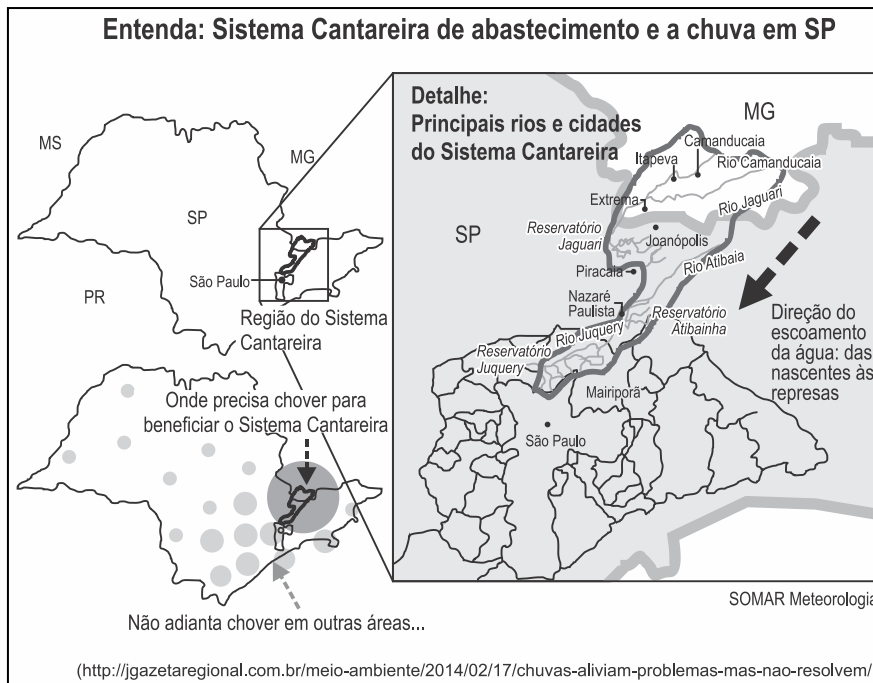 Entenda: Sistema Cantareira de abastecimento e a chuva em SP
MS
MG
SP
São Paulo
PR
Região do Sistema
Cantareira
Detalhe:
Principais rios e cidades
do Sistema Cantareira
MG
Camanducaia
Itapeva
Rio Camanducaia
Extrema
Rio Jaguari
SP
Reservatório
Jaguari
Joanópolis
Rio Atibaia
Piracaia
Nazaré
Paulista
Rio Juquery
Reservatório
Atibainha
Reservatório
Juquery
Mairiporã
São Paulo
Direção do
escoamento
da água: das
nascentes às
represas
Onde precisa chover para
beneficiar o Sistema Cantareira
Não adianta chover em outras áreas...
SOMAR Meteorologia
(http://jgazetaregional.com.br/meio-ambiente/2014/02/17/chuvas-aliviam-problemas-mas-nao-resolvem/